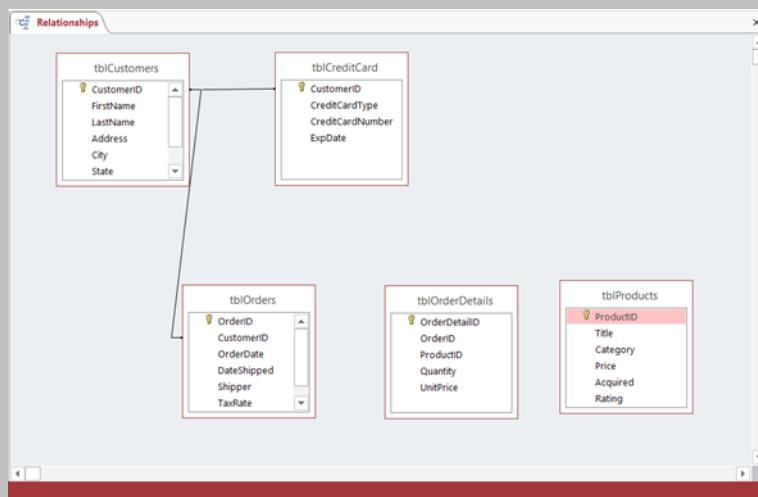 Relationships
tblCustomers
CustomerID
FirstName
LastName
Address
City
State
tblCreditCard
CustomerID
CreditCardType
CreditCardNumber
ExpDate
tblOrders
OrderID
CustomerID
OrderDate
DateShipped
Shipper
TaxRate
tblOrderDetails
OrderDetailID
OrderID
ProductID
Quantity
UnitPrice
tblProducts
ProductID
Title
Category
Price
Acquired
Rating